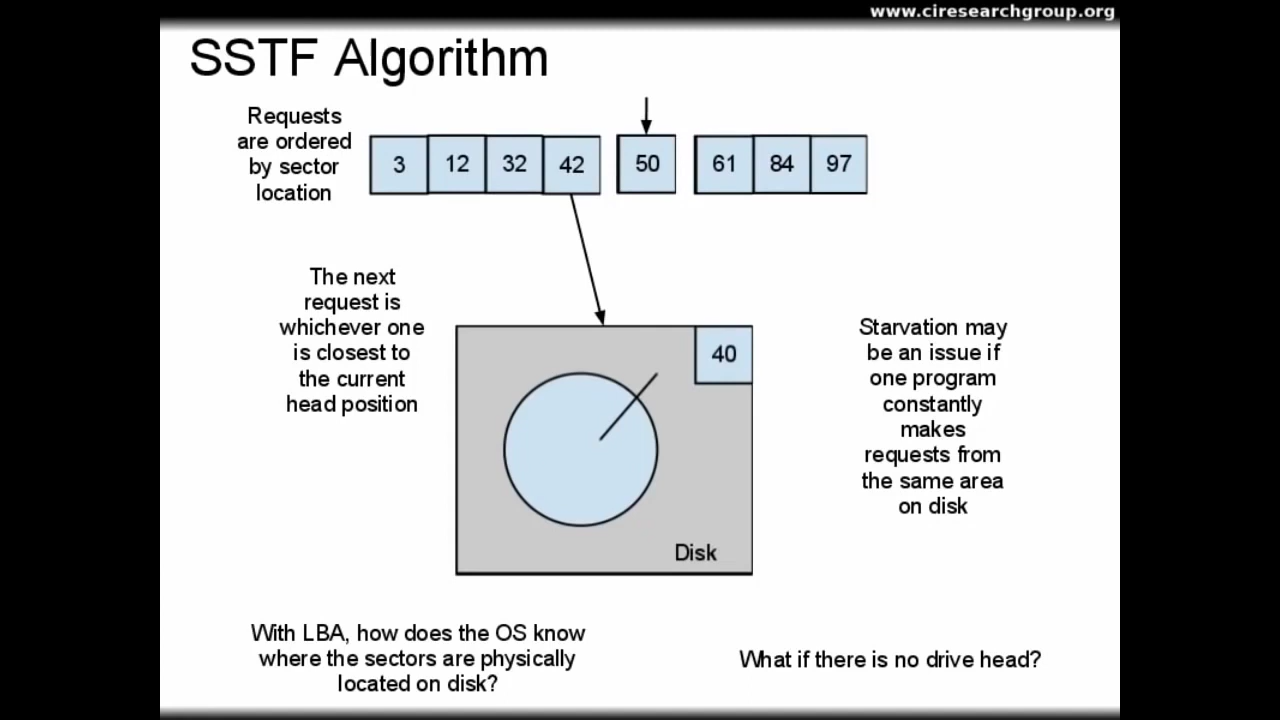 www.ciresearchgroup.org
SSTF Algorithm
Requests
are ordered
by sector
location
3 12 32 42 50 61 84 97
The next
request is
whichever one
is closest to
the current
head position
40
Disk
Starvation may
be an issue if
one program
constantly
makes
requests from
the same area
on disk
With LBA, how does the OS know
where the sectors are physically
located on disk?
What if there is no drive head?